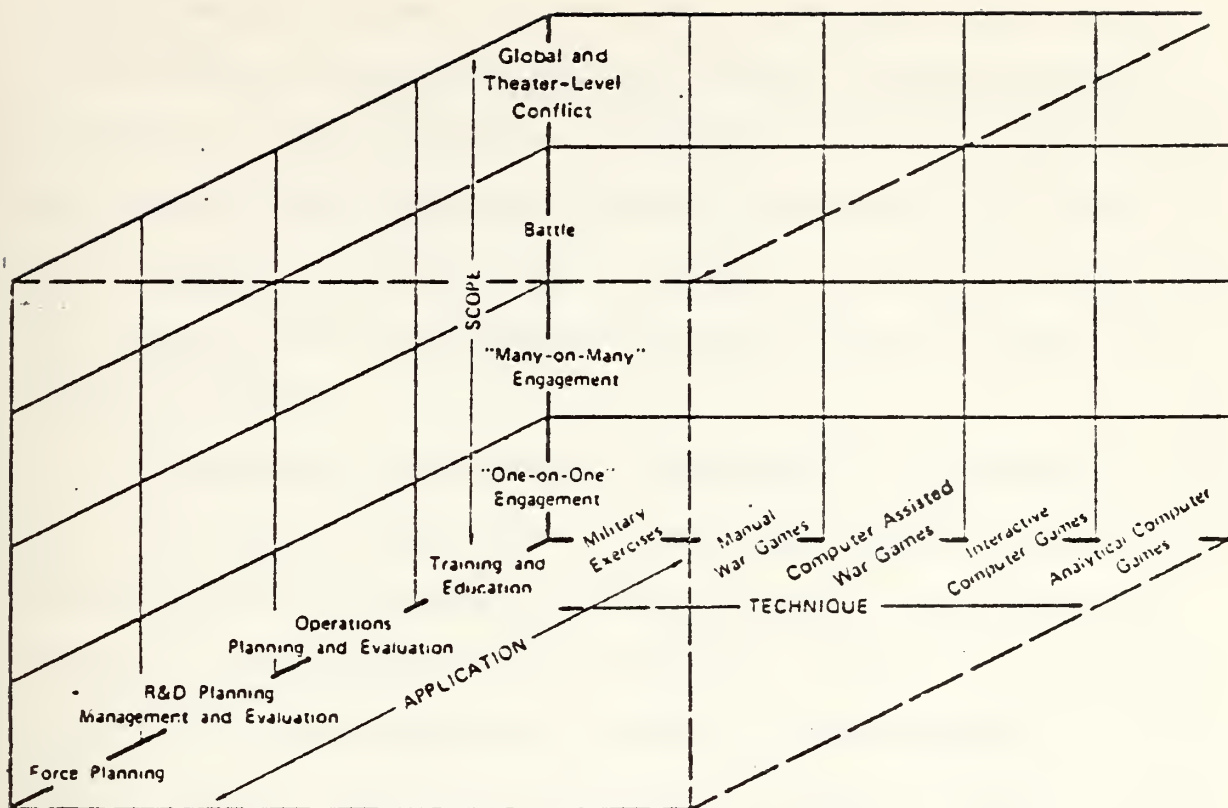 Global and
Theater-Level
Conflict
Battle
SCOPE
"Many-on-Many"
Engagement
"One-on-One"
Engagement
Military
Exercises
Manual
War Games
Computer Assisted
War Games
Interactive
Computer Games
Analytical Computer
Games
TECHNIQUE
Training and
Education
Operations
Planning and Evaluation
APPLICATION
R&D Planning
Management and Evaluation
Force Planning